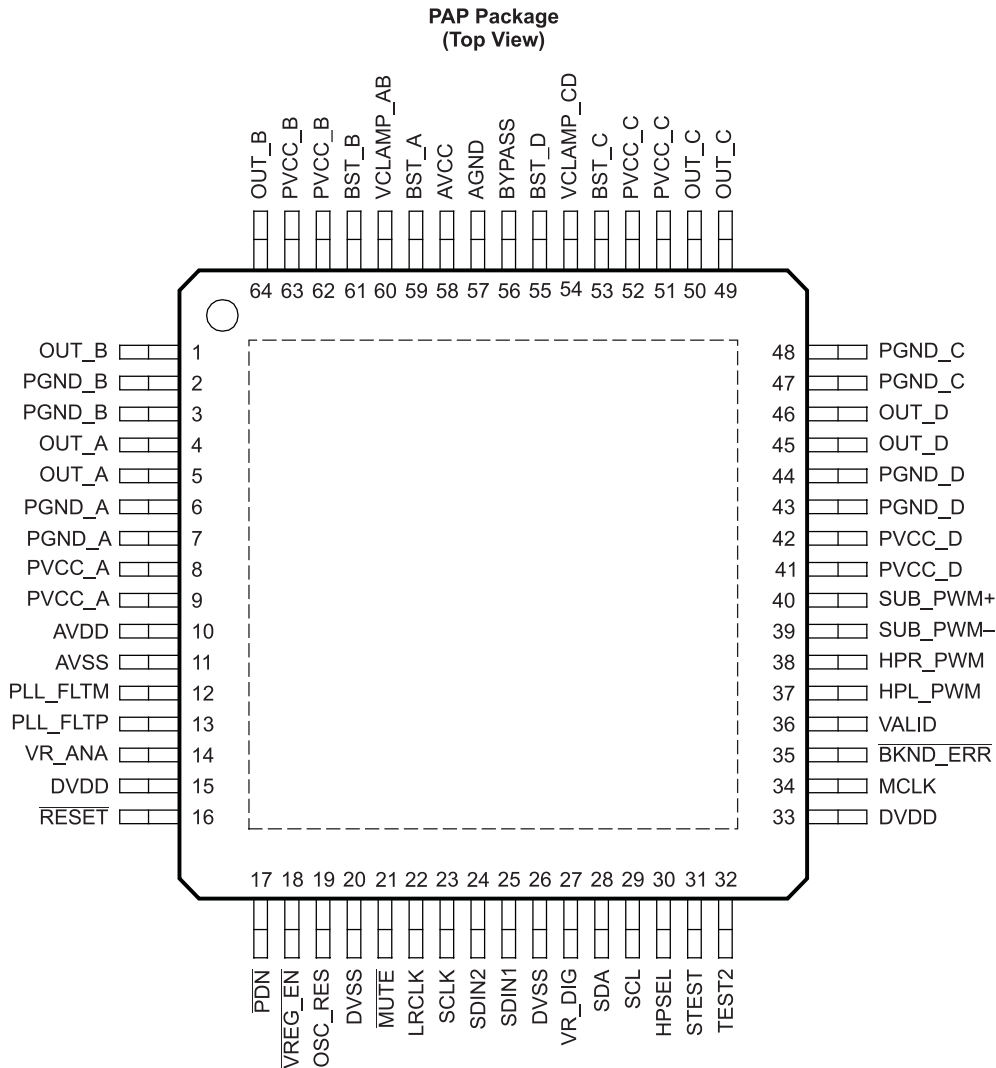 PAP Package
(Top View)
OUT_B
PVCC_B
PVCC_B
BST_B
VCLAMP_AB
BST_A
AVCC
AGND
BYPASS
BST_D
VCLAMP_CD
BST_C
PVCC_C
PVCC_C
OUT_C
OUT_C
64 63 62 61 60 59 58 57 56 55 54 53 52 51 50 49
OUT_B 1
PGND_B 2
PGND_B 3
OUT_A 4
OUT_A 5
PGND_A 6
PGND_A 7
PVCC_A 8
PVCC_A 9
AVDD 10
AVSS 11
PLL_FLTM 12
PLL_FLTP 13
VR_ANA 14
DVDD 15
RESET 16
48 PGND_C
47 PGND_C
46 OUT_D
45 OUT_D
44 PGND_D
43 PGND_D
42 PVCC_D
41 PVCC_D
40 SUB_PWM+
39 SUB_PWM–
38 HPR_PWM
37 HPL_PWM
36 VALID
35 BKND_ERR
34 MCLK
33 DVDD
17 18 19 20 21 22 23 24 25 26 27 28 29 30 31 32
PDN
VREG_EN
OSC_RES
DVSS
MUTE
LRCLK
SCLK
SDIN2
SDIN1
DVSS
VR_DIG
SDA
SCL
HPSEL
STEST
TEST2